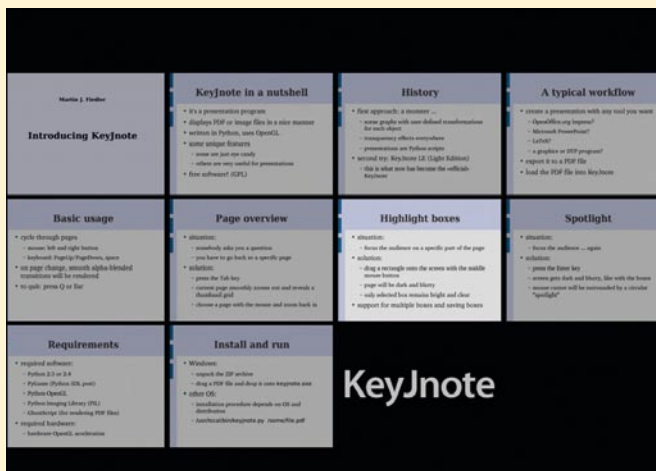 Martin J. Fiedler
Introducing KeyJnote
KeyJnote in a nutshell
• it's a presentation program
• displays PDF or image files in a nice manner
• written in Python, uses OpenGL
• some unique features
– some are just eye candy
– others are very useful for presentations
• free software! (GPL)
History
• first approach: a monster ...
– scene graphy with user-defined transformations
for each object
– transparency effects everywhere
– presentations are Python scripts
• second try: KeyJnote LE (Light Edition)
– this is what now has become the »official«
KeyJnote
A typical workflow
• create a presentation with any tool you want
– OpenOffice.org Impress?
– Microsoft PowerPoint?
– LaTeX?
– a graphics or DTP program?
• export it to a PDF file
• load the PDF file into KeyJnote
Basic usage
• cycle through pages
– mouse: left and right button
– keyboard: PageUp/PageDown, space
• on page change, smooth alpha-blended
transitions will be rendered
• to quit: press Q or Esc
Page overview
• situation:
– somebody asks you a question
– you have to go back to a specific page
• solution:
– press the Tab key
– current page smoothly zooms out and reveals a
thumbnail grid
– choose a page with the mouse and zoom back in
Highlight boxes
• situation:
– focus the audience on a specific part of the page
• solution:
– drag a rectangle onto the screen with the middle
mouse button
– page will be dark and blurry
– only selected box remains bright and clear
• support for multiple boxes and saving boxes
Spotlight
• situation:
– focus the audience ... again
• solution:
– press the Enter key
– screen gets dark and blurry, like with the boxes
– mouse cursor will be surrounded by a circular
"spotlight"
Requirements
• required software:
– Python 2.3 or 2.4
– PyGame (Python SDL port)
– Python-OpenGL
– Python Imaging Library (PIL)
– GhostScript (for rendering PDF files)
• required hardware:
– hardware OpenGL acceleration
Install and run
• Windows:
– unpack the ZIP archive
– drag a PDF file and drop it onto keyjnote.exe
• other OS:
– installation procedure depends on OS and
distribution
– /usr/local/bin/keyjnote.py /some/file.pdf
KeyJnote